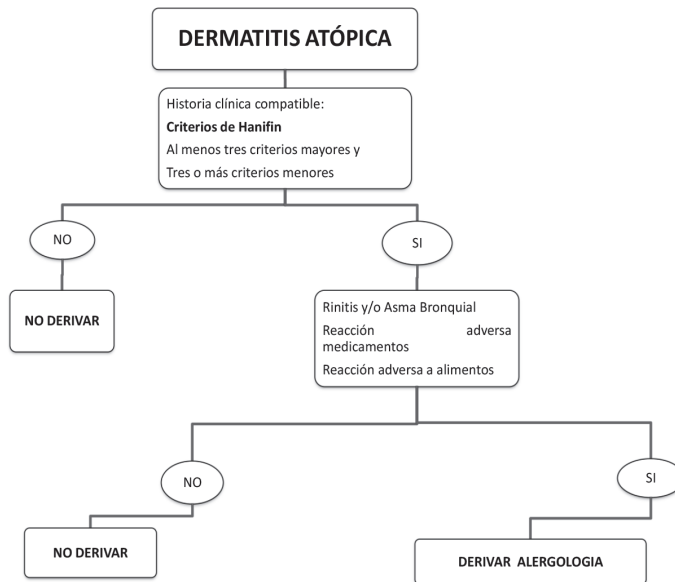 DERMATITIS ATÓPICA
Historia clínica compatible:
Criterios de Hanifin
Al menos tres criterios mayores y
Tres o más criterios menores
NO
SI
NO DERIVAR
Rinitis y/o Asma Bronquial
Reacción adversa
medicamentos
Reacción adversa a alimentos
NO
SI
NO DERIVAR
DERIVAR ALERGOLOGIA